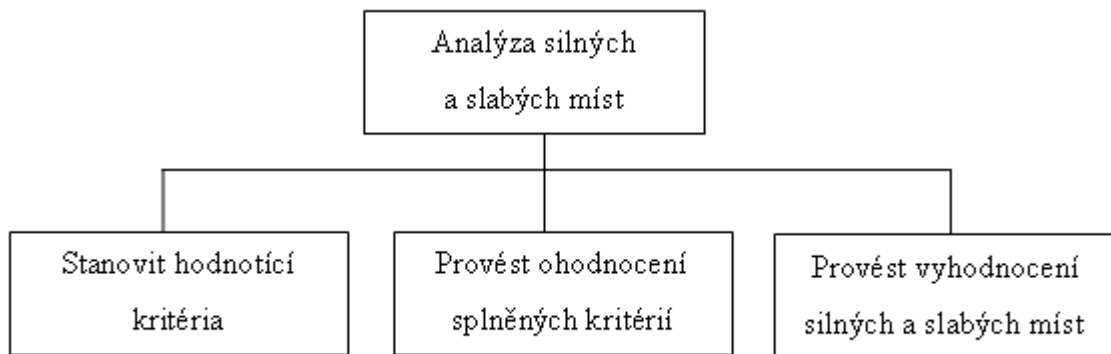 Analýza silných
a slabých míst
Stanovit hodnotící
kritéria
Provést ohodnocení
splněných kritérií
Provést vyhodnocení
silných a slabých míst